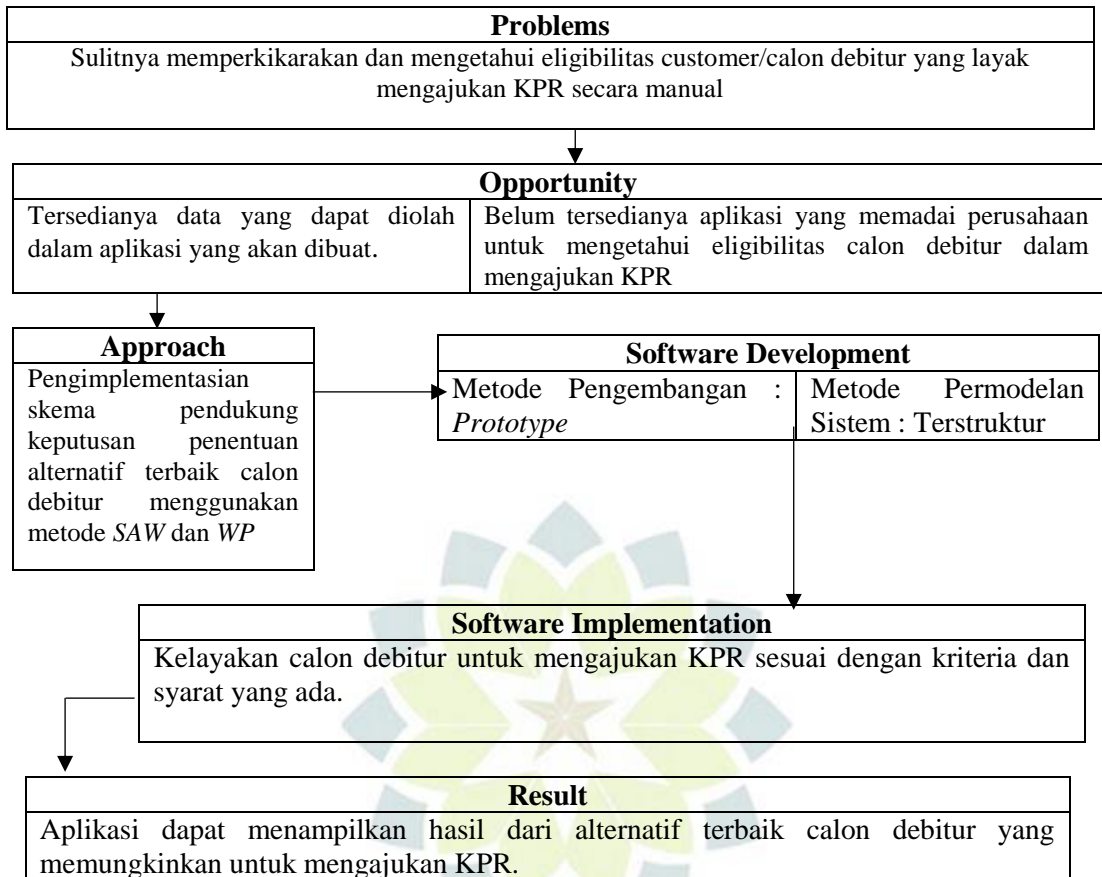 Problems
Sulitnya memperkikarakan dan mengetahui eligibilitas customer/calon debitur yang layak
mengajukan KPR secara manual
Opportunity
Tersedianya data yang dapat diolah
dalam aplikasi yang akan dibuat.
Belum tersedianya aplikasi yang memadai perusahaan
untuk mengetahui eligibilitas calon debitur dalam
mengajukan KPR
Approach
Pengimplementasian
skema pendukung
keputusan penentuan
alternatif terbaik calon
debitur menggunakan
metode SAW dan WP
Software Development
Metode Pengembangan :
Prototype
Metode Permodelan
Sistem : Terstruktur
Software Implementation
Kelayakan calon debitur untuk mengajukan KPR sesuai dengan kriteria dan
syarat yang ada.
Result
Aplikasi dapat menampilkan hasil dari alternatif terbaik calon debitur yang
memungkinkan untuk mengajukan KPR.